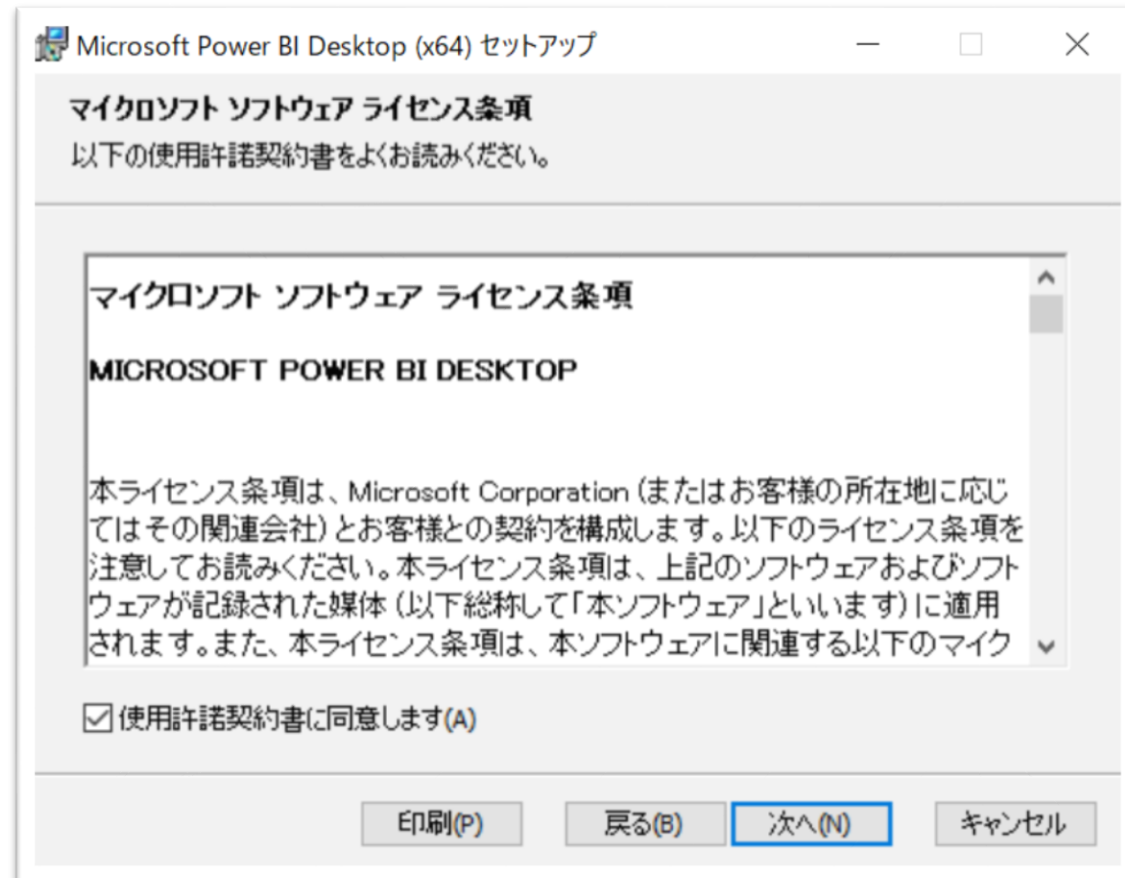 Microsoft Power BI Desktop (x64) セットアップ
マイクロソフト ソフトウェア ライセンス条項
以下の使用許諾契約書をよくお読みください。
マイクロソフト ソフトウェア ライセンス条項
MICROSOFT POWER BI DESKTOP
本ライセンス条項は、Microsoft Corporation (またはお客様の所在地に応じ
てはその関連会社) とお客様との契約を構成します。以下のライセンス条項を
注意してお読みください。本ライセンス条項は、上記のソフトウェアおよびソフト
ウェアが記録された媒体 (以下総称して「本ソフトウェア」といいます) に適用
されます。また、本ライセンス条項は、本ソフトウェアに関連する以下のマイク
使用許諾契約書に同意します(A)
印刷(P) 戻る(B) 次へ(N) キャンセル